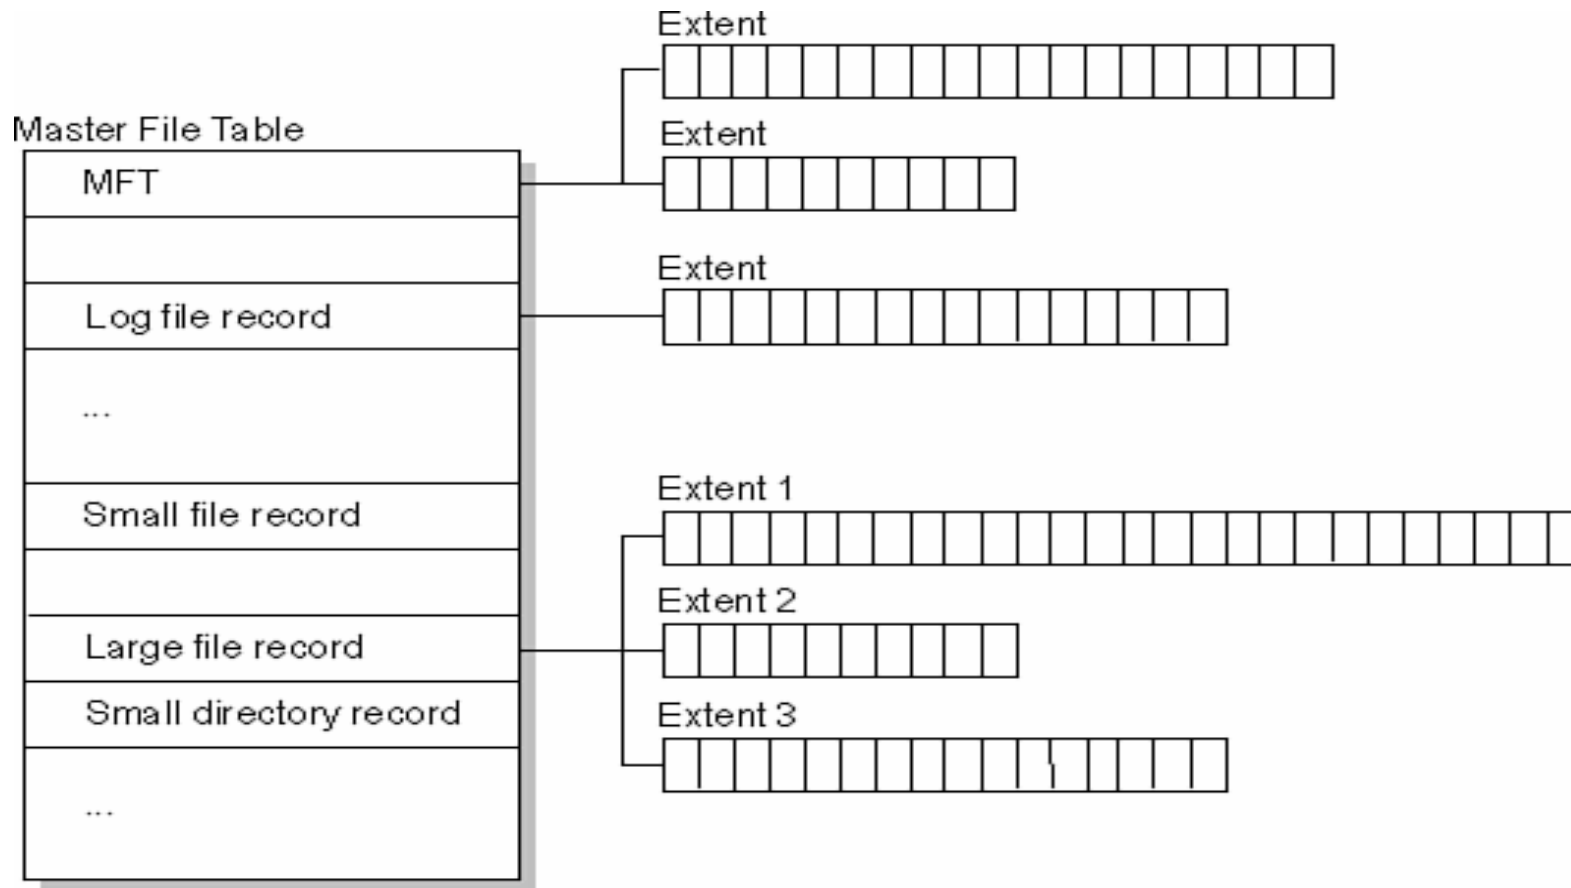 Master File Table
MFT
Log file record
...
Small file record
Large file record
Small directory record
...
Extent
Extent
Extent
Extent 1
Extent 2
Extent 3